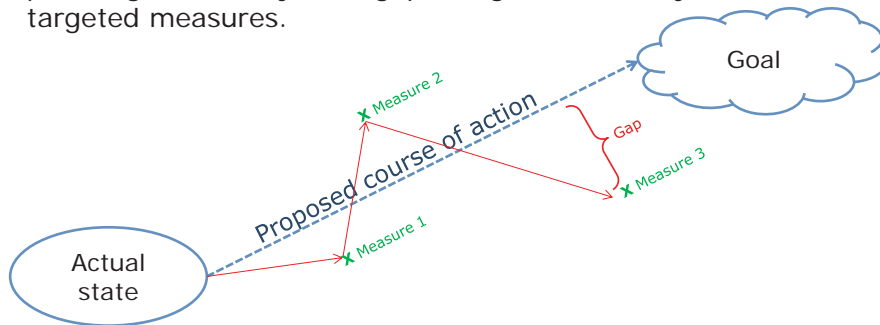 targeted measures.
Goal
x Measure 2
Proposed course of action
Gap
x Measure 3
x Measure 1
Actual
state